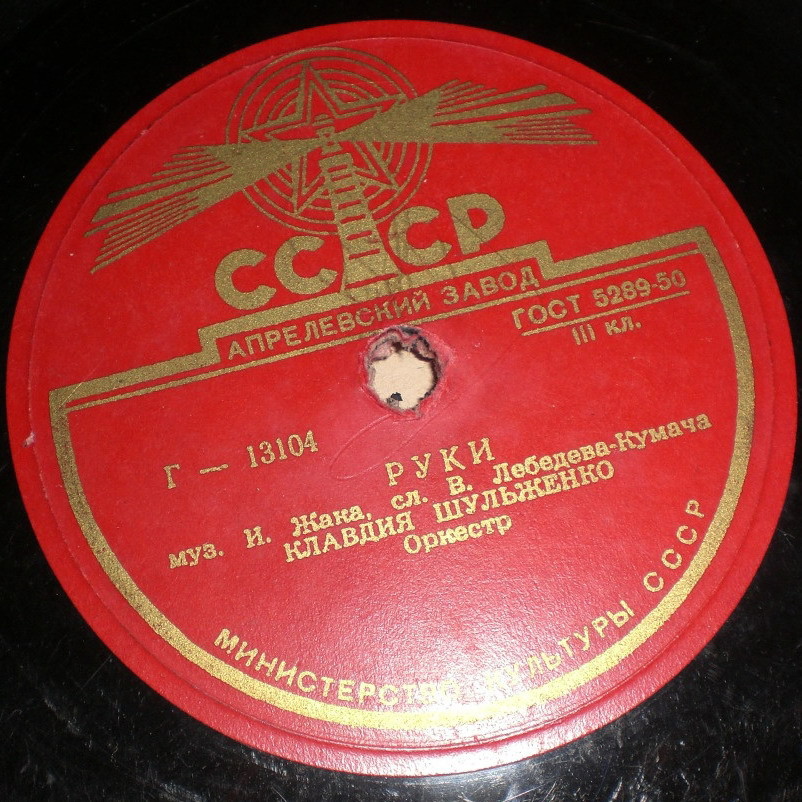 СССР
АПРЕЛЕВСКИЙ ЗАВОД
ГОСТ 5289-50
III кл.
Г — 13104
РУКИ
муз. И. Жака, сл. В. Лебедева-Кумача
КЛАВДИЯ ШУЛЬЖЕНКО
Оркестр
МИНИСТЕРСТВО КУЛЬТУРЫ СССР